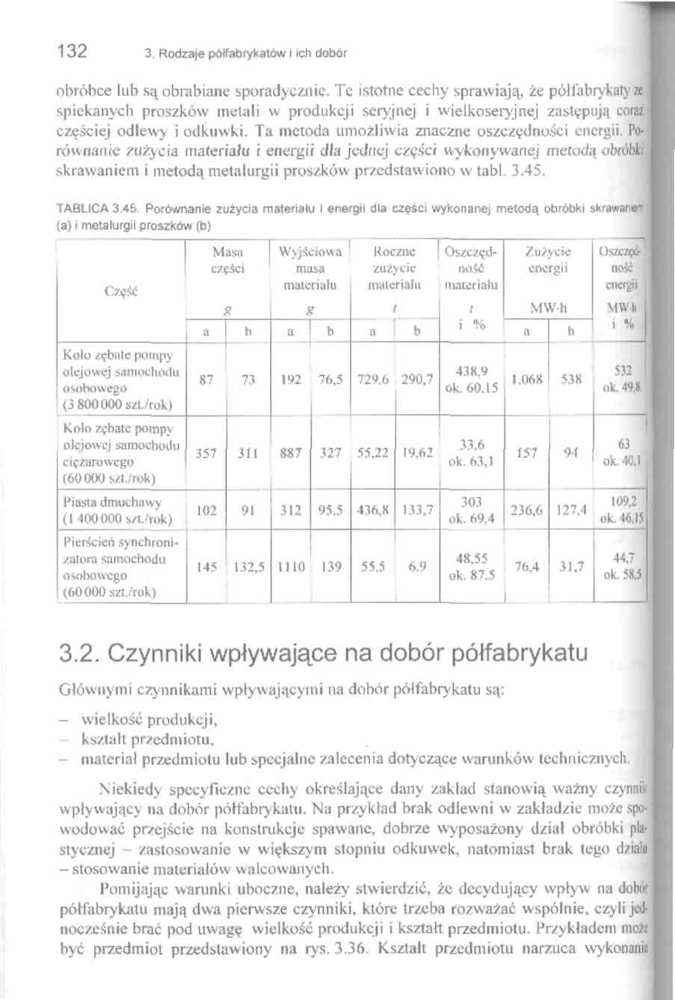 132 3. Rodzaje półfabrykatów i ich dobór
obróbce lub są obrabiane sporadycznie. Te istotne cechy sprawiają, że półfabrykaty ze
spiekanych proszków metali w produkcji seryjnej i wielkoseryjnej zastępują coraz
częściej odlewy i odkuwki. Ta metoda umożliwia znaczne oszczędności energii. Po-
równanie zużycia materiału i energii dla jednej części wykonywanej metodą obróbki
skrawaniem i metodą metalurgii proszków przedstawiono w tabl. 3.45.
TABLICA 3.45. Porównanie zużycia materiału i energii dla części wykonanej metodą obróbki
(a) i metalurgii proszków (b)
Część
Masa części g
Wyjściowa masa materiału g
Roczne zużycie materiału t
Oszczęd-
ność materiału t i %
Zużycie energii MW·h
Oszczęd-
ność energii MW·h i %
a b a b a b a b
Koło zębate pompy
olejowej samochodu
osobowego
(3 800 000 szt./rok)
87 73 192 76,5 729,6 290,7 438,9 ok. 60,15 1.068 538 532 ok. 49,8
Koło zębate pompy
olejowej samochodu
ciężarowego
(60 000 szt./rok)
357 311 887 327 55,22 19,62 33,6 ok. 63,1 157 94 63 ok. 40,1
Piasta dmuchawy
(1 400 000 szt./rok)
102 91 312 95,5 436,8 133,7 303 ok. 69,4 236,6 127,4 109,2 ok. 46,15
Pierścień synchroni-
zatora samochodu
osobowego
(60 000 szt./rok)
145 132,5 1110 139 55,5 6,9 48,55 ok. 87,5 76,4 31,7 44,7 ok. 58,5
3.2. Czynniki wpływające na dobór półfabrykatu
Głównymi czynnikami wpływającymi na dobór półfabrykatu są:
– wielkość produkcji,
– kształt przedmiotu,
– materiał przedmiotu lub specjalne zalecenia dotyczące warunków technicznych.
Niekiedy specyficzne cechy określające dany zakład stanowią ważny czynnik
wpływający na dobór półfabrykatu. Na przykład brak odlewni w zakładzie może spo-
wodować przejście na konstrukcje spawane, dobrze wyposażony dział obróbki pla-
stycznej – zastosowanie w większym stopniu odkuwek, natomiast brak tego działu
– stosowanie materiałów walcowanych.
Pomijając warunki uboczne, należy stwierdzić, że decydujący wpływ na dobór
półfabrykatu mają dwa pierwsze czynniki, które trzeba rozważać wspólnie, czyli jed-
nocześnie brać pod uwagę wielkość produkcji i kształt przedmiotu. Przykładem może
być przedmiot przedstawiony na rys. 3.36. Kształt przedmiotu narzuca wykonanie